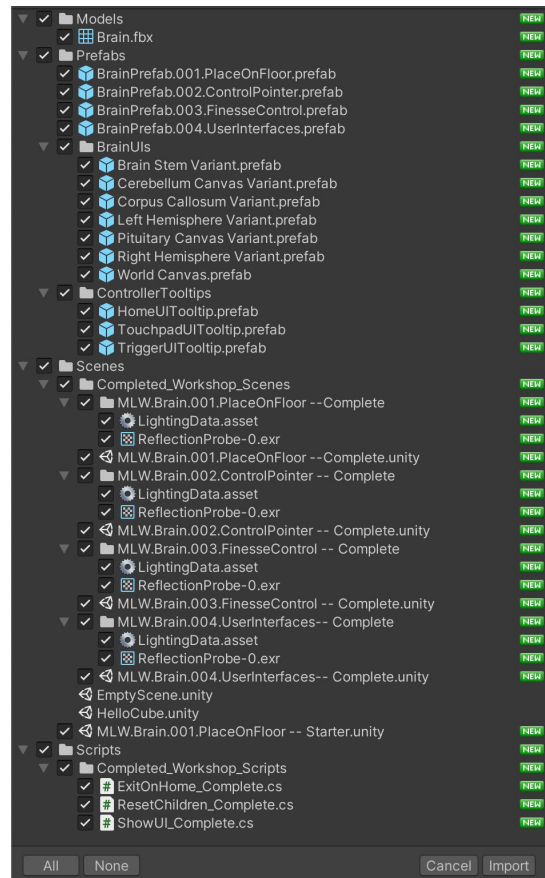 Models NEW
Brain.fbx NEW
Prefabs NEW
BrainPrefab.001.PlaceOnFloor.prefab NEW
BrainPrefab.002.ControlPointer.prefab NEW
BrainPrefab.003.FinesseControl.prefab NEW
BrainPrefab.004.UserInterfaces.prefab NEW
BrainUIs NEW
Brain Stem Variant.prefab NEW
Cerebellum Canvas Variant.prefab NEW
Corpus Callosum Variant.prefab NEW
Left Hemisphere Variant.prefab NEW
Pituitary Canvas Variant.prefab NEW
Right Hemisphere Variant.prefab NEW
World Canvas.prefab NEW
ControllerTooltips NEW
HomeUITooltip.prefab NEW
TouchpadUITooltip.prefab NEW
TriggerUITooltip.prefab NEW
Scenes NEW
Completed_Workshop_Scenes NEW
MLW.Brain.001.PlaceOnFloor --Complete NEW
LightingData.asset NEW
ReflectionProbe-0.exr NEW
MLW.Brain.001.PlaceOnFloor --Complete.unity NEW
MLW.Brain.002.ControlPointer -- Complete NEW
LightingData.asset NEW
ReflectionProbe-0.exr NEW
MLW.Brain.002.ControlPointer -- Complete.unity NEW
MLW.Brain.003.FinesseControl -- Complete NEW
LightingData.asset NEW
ReflectionProbe-0.exr NEW
MLW.Brain.003.FinesseControl -- Complete.unity NEW
MLW.Brain.004.UserInterfaces-- Complete NEW
LightingData.asset NEW
ReflectionProbe-0.exr NEW
MLW.Brain.004.UserInterfaces-- Complete.unity NEW
EmptyScene.unity
HelloCube.unity
MLW.Brain.001.PlaceOnFloor -- Starter.unity NEW
Scripts NEW
Completed_Workshop_Scripts NEW
# ExitOnHome_Complete.cs NEW
# ResetChildren_Complete.cs NEW
# ShowUI_Complete.cs NEW
All None Cancel Import